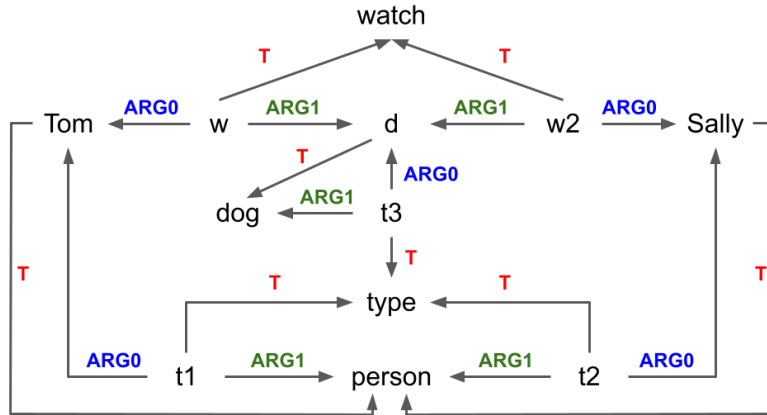 watch
T T
ARG0 ARG1 ARG1 ARG0
Tom w d w2 Sally
T ARG0
ARG1
dog t3
T T T
T T
type
ARG0 ARG1 ARG1 ARG0
t1 person t2